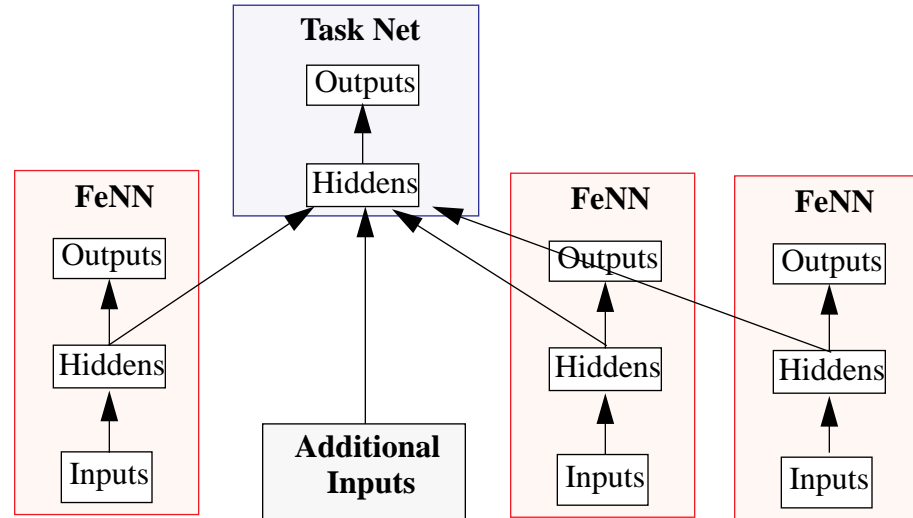 Task Net
Outputs
Hiddens
FeNN
Outputs
Hiddens
Inputs
Additional
Inputs
FeNN
Outputs
Hiddens
Inputs
FeNN
Outputs
Hiddens
Inputs